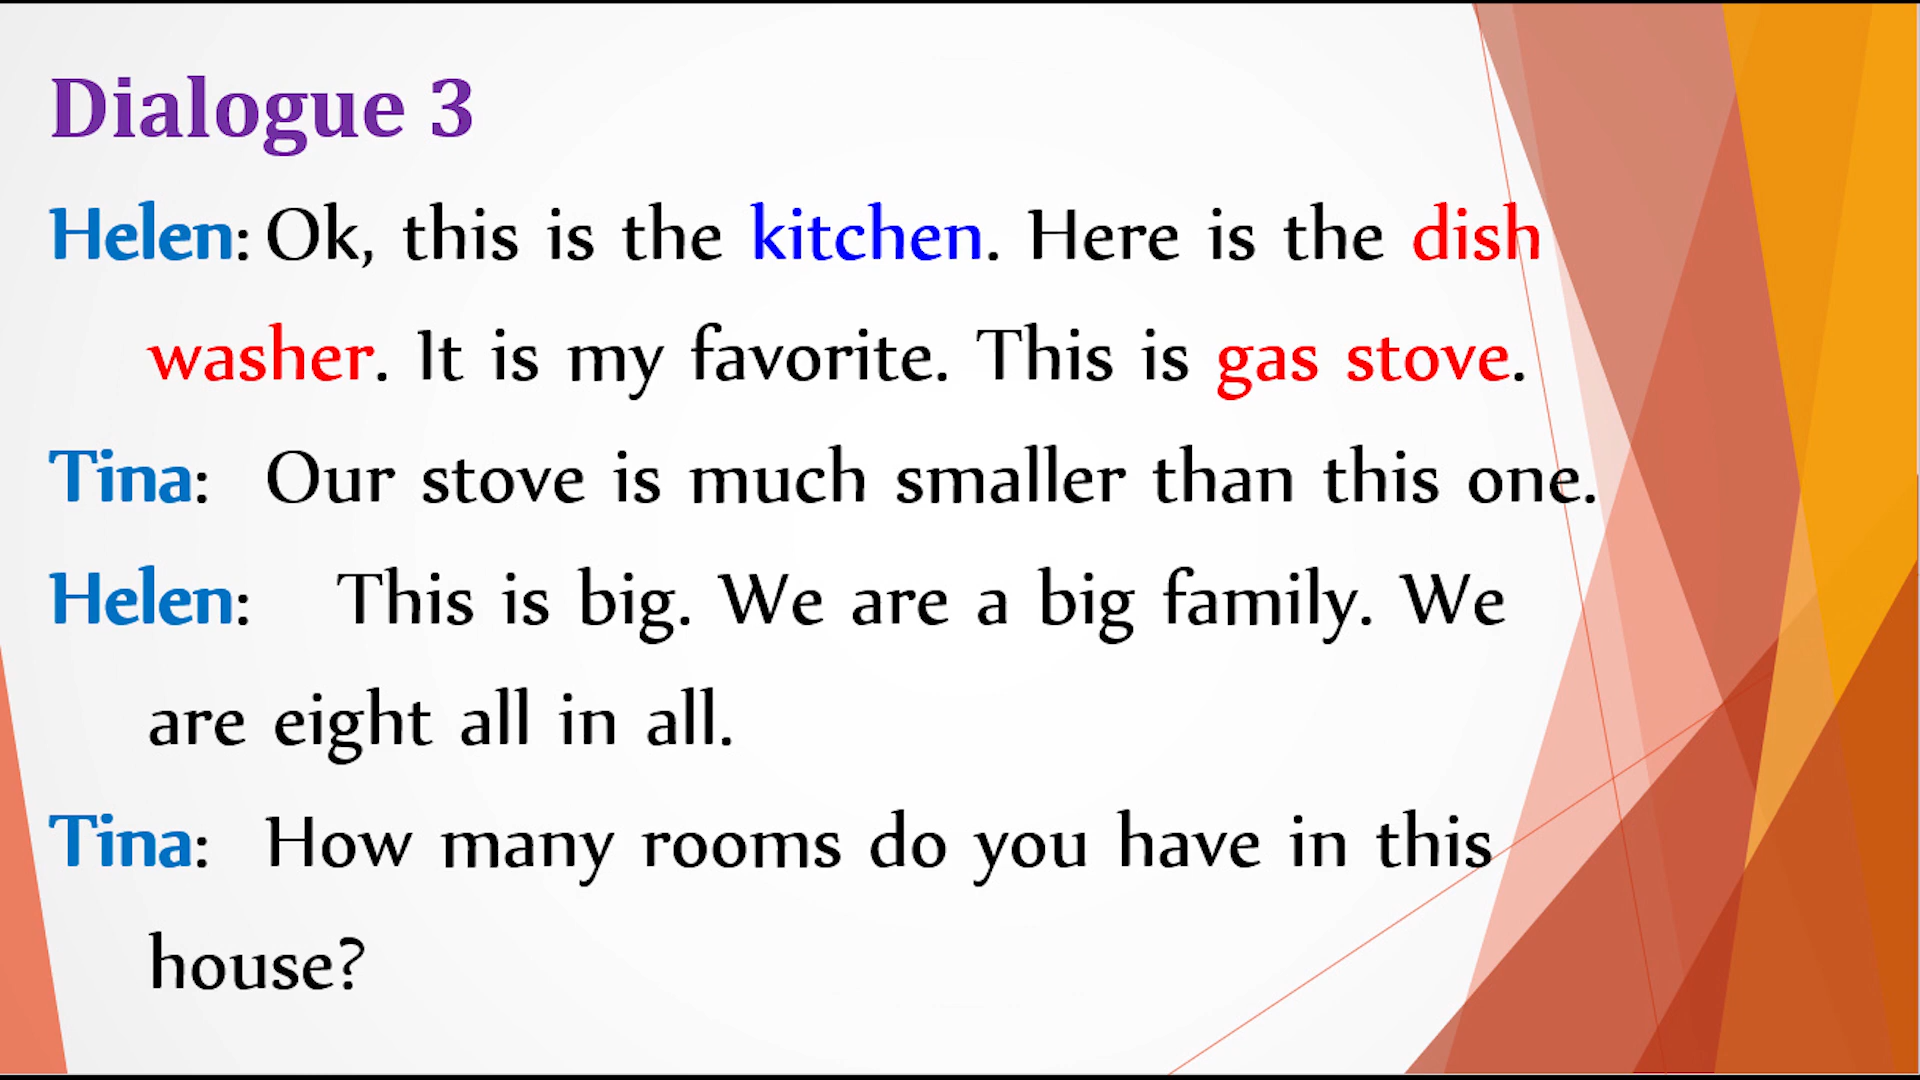 Dialogue 3
Helen: Ok, this is the kitchen. Here is the dish
washer. It is my favorite. This is gas stove.
Tina: Our stove is much smaller than this one.
Helen: This is big. We are a big family. We
are eight all in all.
Tina: How many rooms do you have in this
house?